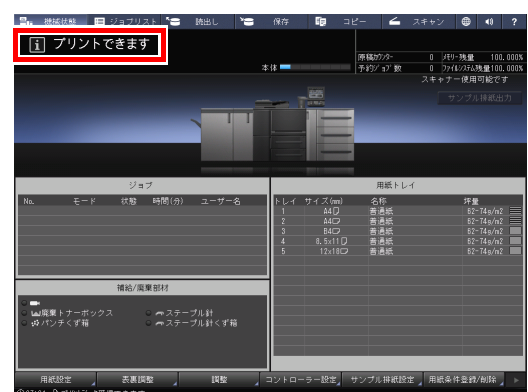 機械状態 ジョブリスト 読出し 保存 コピー スキャン ?
i プリントできます
本体
原稿カウンター 0 メモリー残量 100.000%
予約ジョブ数 0 ファイルシステム残量100.000%
スキャナー使用可能です
サンプル排紙出力
ジョブ
No. モード 状態 時間(分) ユーザー名
用紙トレイ
トレイ サイズ(mm) 名称 坪量
1 A4 普通紙 62-74g/m2
2 A4 普通紙 62-74g/m2
3 B4 普通紙 62-74g/m2
4 8.5x11 普通紙 62-74g/m2
5 12x18 普通紙 62-74g/m2
補給/廃棄部材
廃棄トナーボックス ステープル針
パンチくず箱 ステープル針くず箱
用紙設定 表裏調整 調整 コントローラー設定 サンプル排紙設定 用紙条件登録/削除